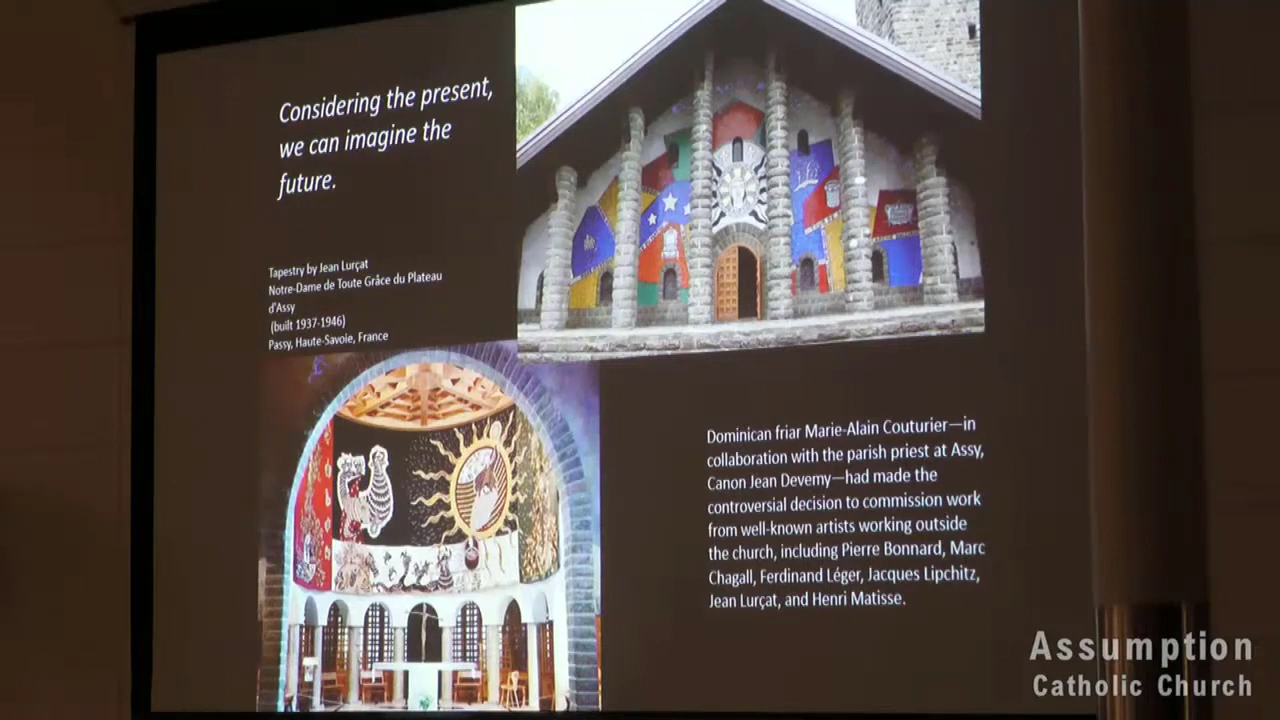 Considering the present,
we can imagine the
future.
Tapestry by Jean Lurçat
Notre-Dame de Toute Grâce du Plateau
d'Assy
(built 1937-1946)
Passy, Haute-Savoie, France
Dominican friar Marie-Alain Couturier—in
collaboration with the parish priest at Assy,
Canon Jean Devemy—had made the
controversial decision to commission work
from well-known artists working outside
the church, including Pierre Bonnard, Marc
Chagall, Ferdinand Léger, Jacques Lipchitz,
Jean Lurçat, and Henri Matisse.
Assumption
Catholic Church